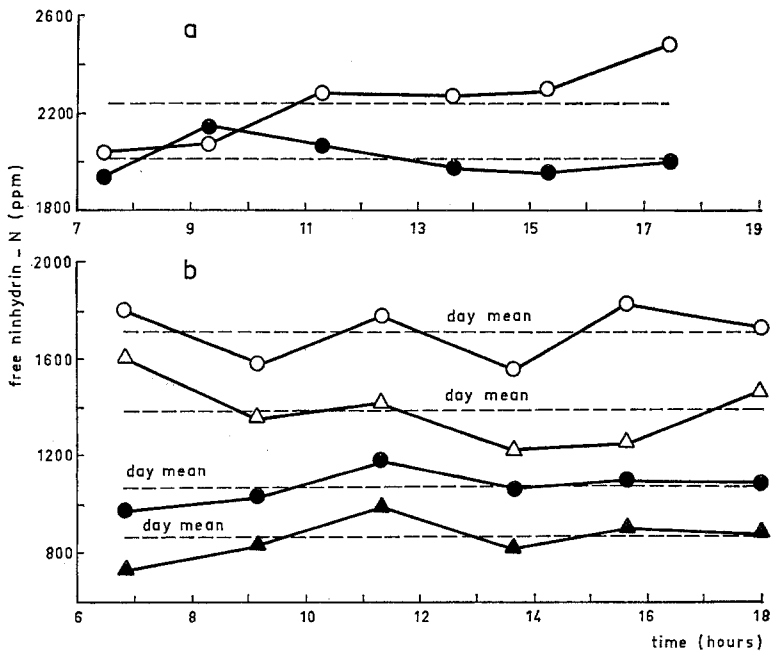 a
2600
2200
1800
7 9 11 13 15 17 19
free ninhydrin _ N (ppm)
b
2000
1600
1200
800
day mean
day mean
day mean
day mean
6 8 10 12 14 16 18
time (hours)